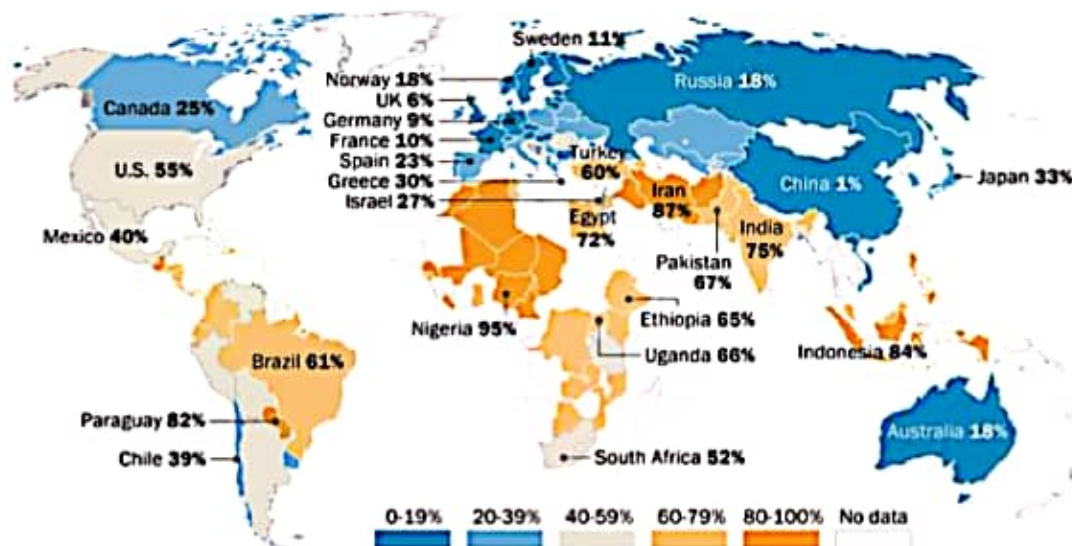 Sweden 11%
Norway 18%
Russia 18%
Canada 25%
UK 6%
Germany 9%
France 10%
U.S. 55%
Spain 23%
Turkey
60%
Greece 30%
Iran
87%
China 1%
Japan 33%
Israel 27%
Egypt
72%
India
75%
Mexico 40%
Pakistan
67%
Nigeria 95%
Ethiopia 65%
Uganda 66%
Indonesia 84%
Brazil 61%
Paraguay 82%
Australia 18%
Chile 39%
South Africa 52%
0-19% 20-39% 40-59% 60-79% 80-100% No data